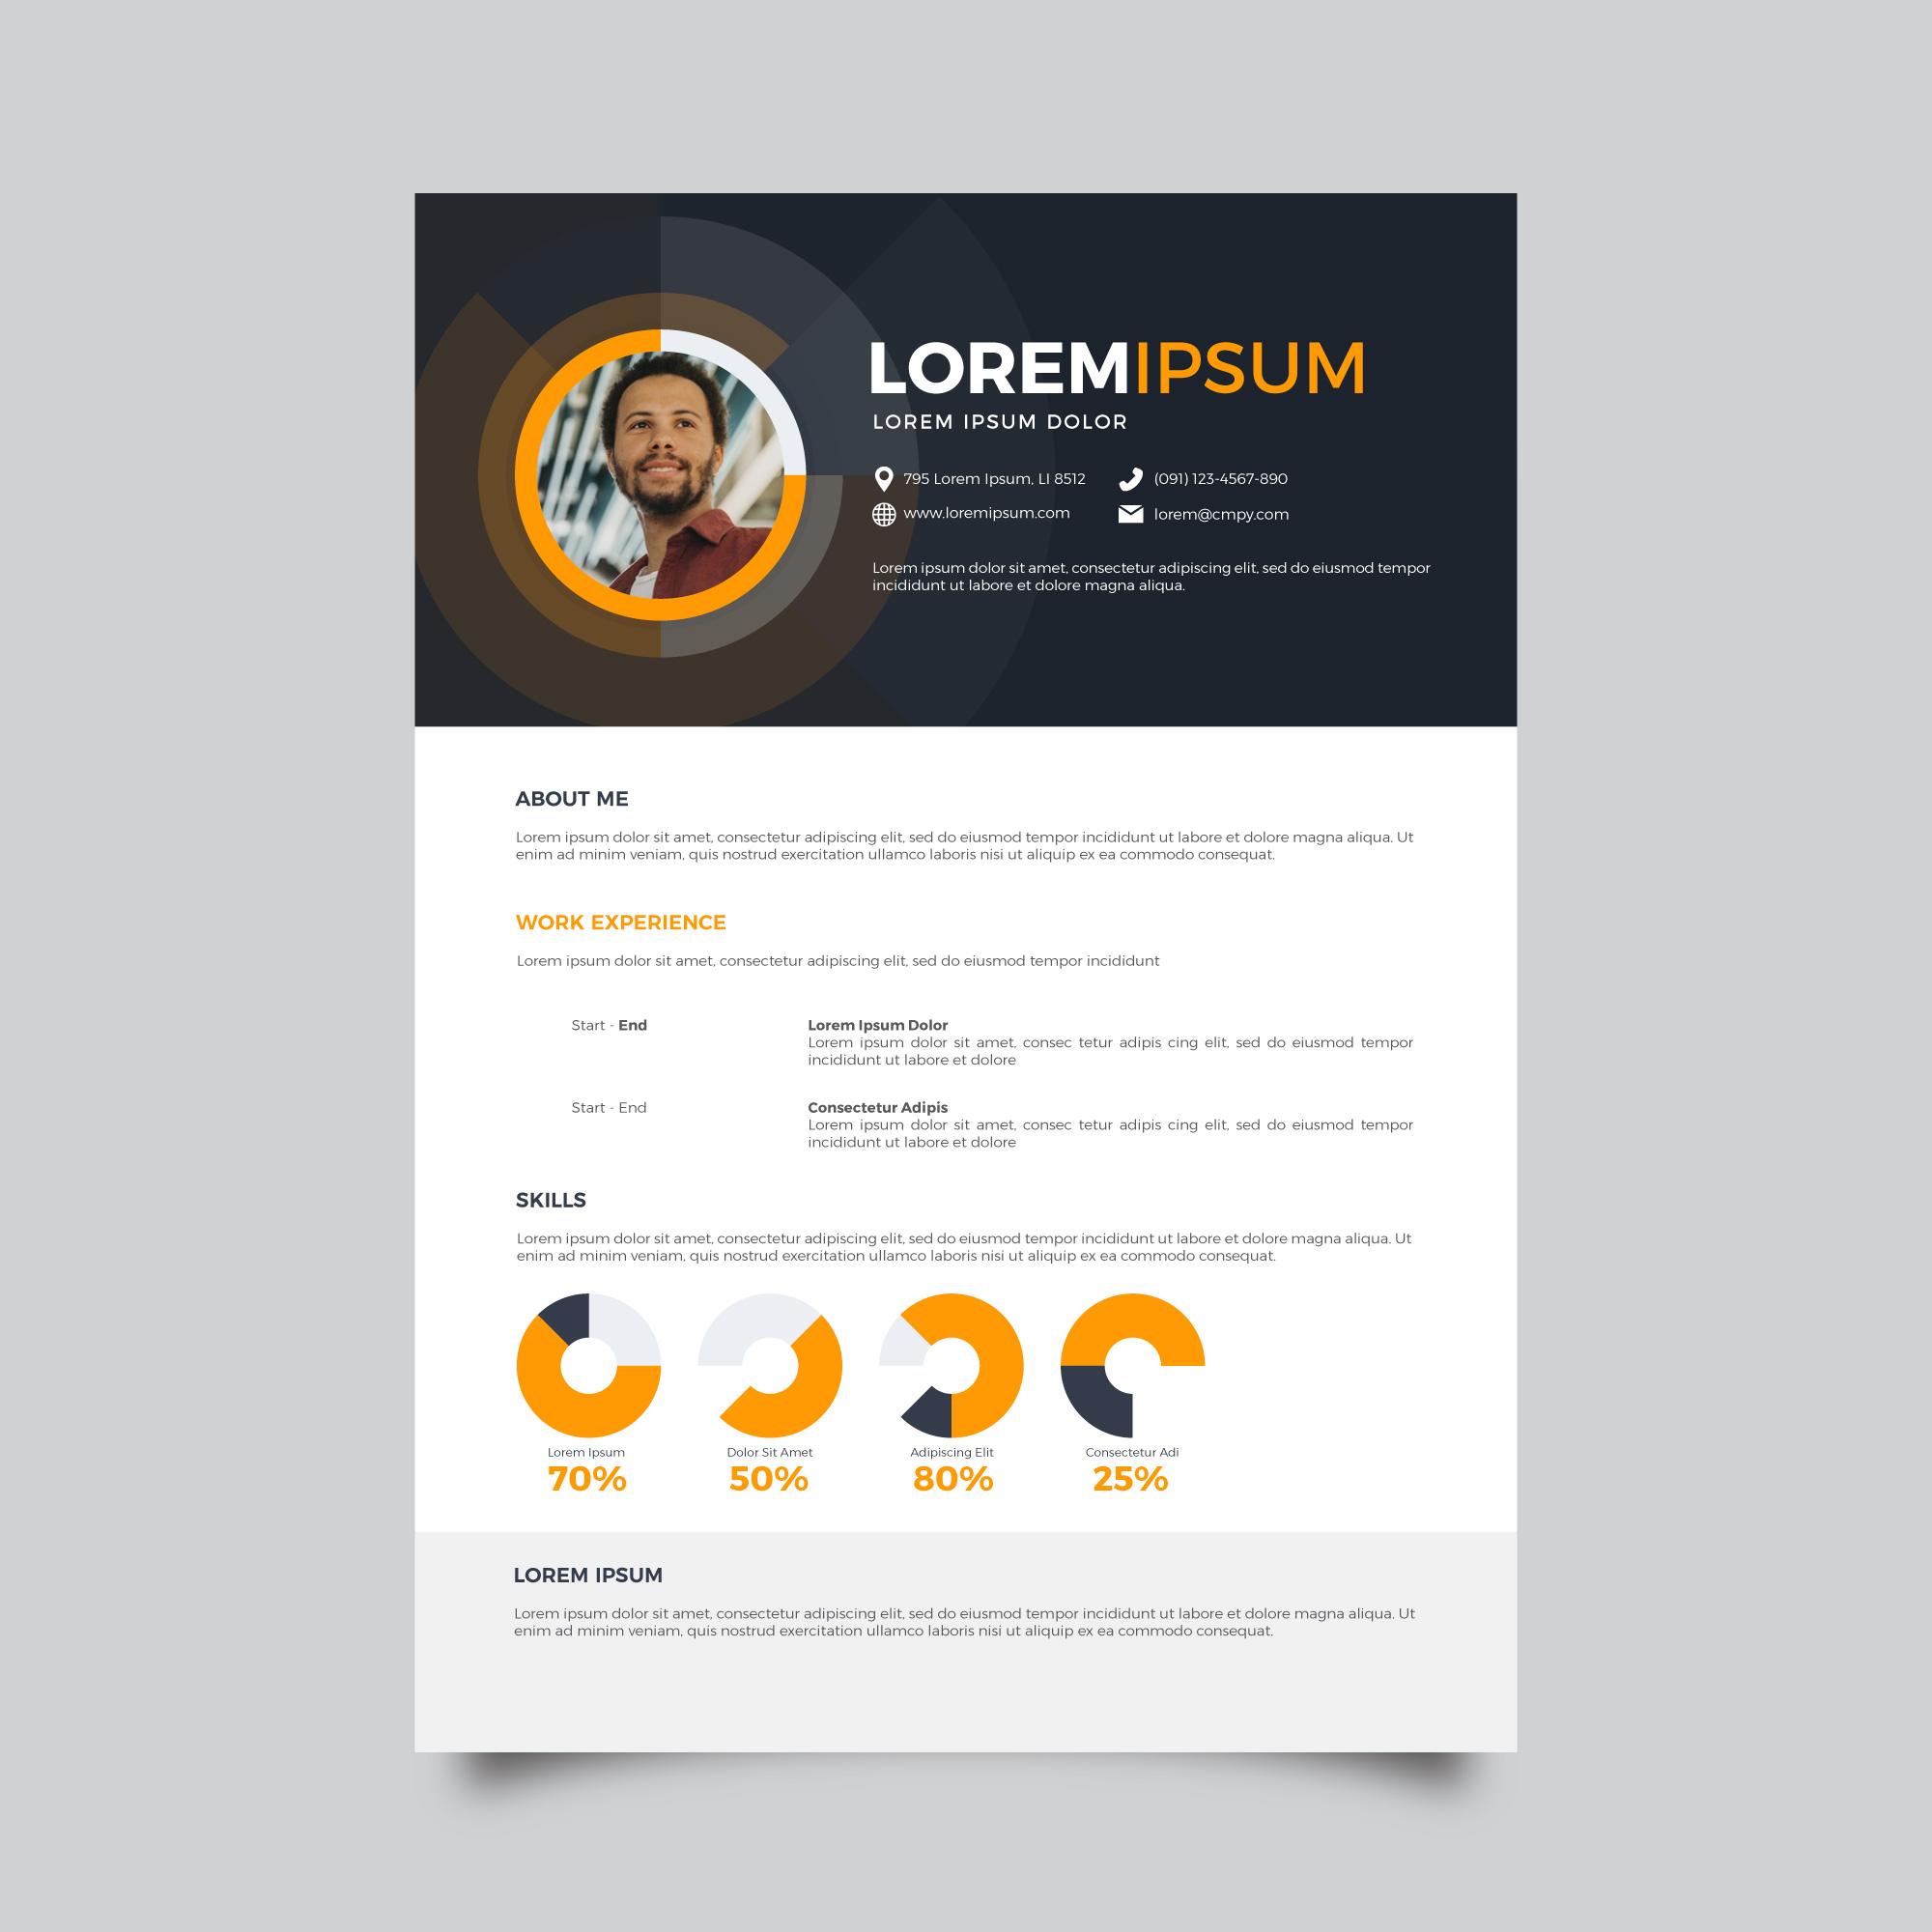 LOREMIPSUM
LOREM IPSUM DOLOR
795 Lorem Ipsum, LI 8512
(091) 123-4567-890
www.loremipsum.com
lorem@cmpy.com
Lorem ipsum dolor sit amet, consectetur adipiscing elit, sed do eiusmod tempor
incididunt ut labore et dolore magna aliqua.
ABOUT ME
Lorem ipsum dolor sit amet, consectetur adipiscing elit, sed do eiusmod tempor incididunt ut labore et dolore magna aliqua. Ut
enim ad minim veniam, quis nostrud exercitation ullamco laboris nisi ut aliquip ex ea commodo consequat.
WORK EXPERIENCE
Lorem ipsum dolor sit amet, consectetur adipiscing elit, sed do eiusmod tempor incididunt
Start - End
Lorem Ipsum Dolor
Lorem ipsum dolor sit amet, consec tetur adipis cing elit, sed do eiusmod tempor
incididunt ut labore et dolore
Start - End
Consectetur Adipis
Lorem ipsum dolor sit amet, consec tetur adipis cing elit, sed do eiusmod tempor
incididunt ut labore et dolore
SKILLS
Lorem ipsum dolor sit amet, consectetur adipiscing elit, sed do eiusmod tempor incididunt ut labore et dolore magna aliqua. Ut
enim ad minim veniam, quis nostrud exercitation ullamco laboris nisi ut aliquip ex ea commodo consequat.
Lorem Ipsum
70%
Dolor Sit Amet
50%
Adipiscing Elit
80%
Consectetur Adi
25%
LOREM IPSUM
Lorem ipsum dolor sit amet, consectetur adipiscing elit, sed do eiusmod tempor incididunt ut labore et dolore magna aliqua. Ut
enim ad minim veniam, quis nostrud exercitation ullamco laboris nisi ut aliquip ex ea commodo consequat.